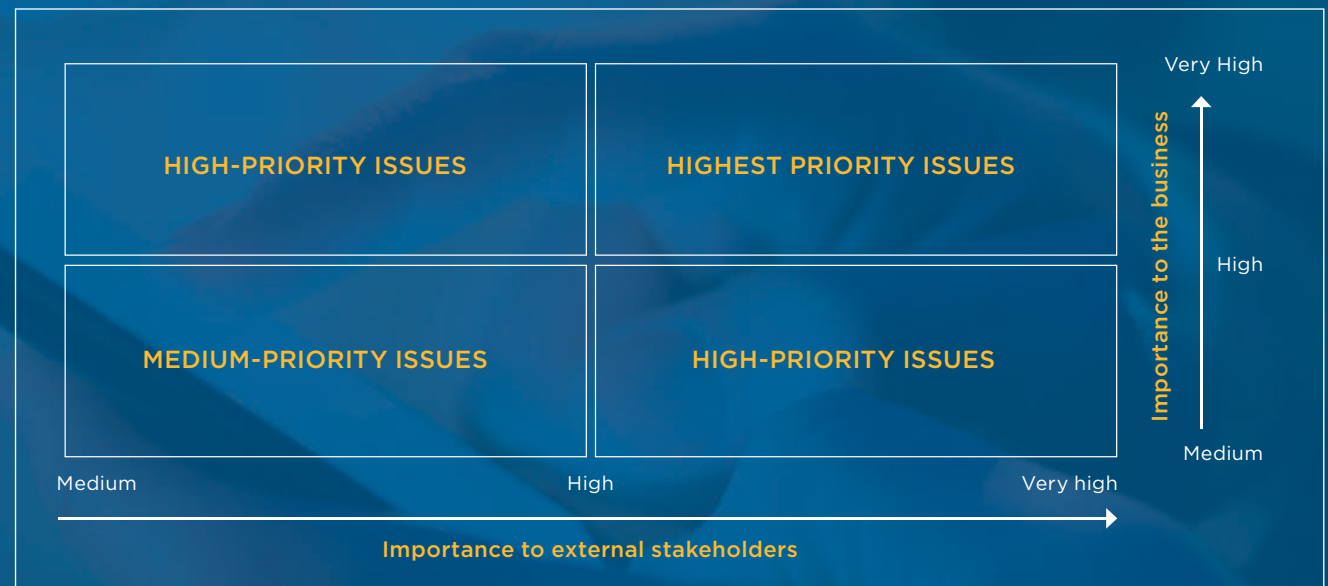 Very High
HIGH-PRIORITY ISSUES
HIGHEST PRIORITY ISSUES
Importance to the business
High
MEDIUM-PRIORITY ISSUES
HIGH-PRIORITY ISSUES
Medium
Medium
High
Very high
Importance to external stakeholders